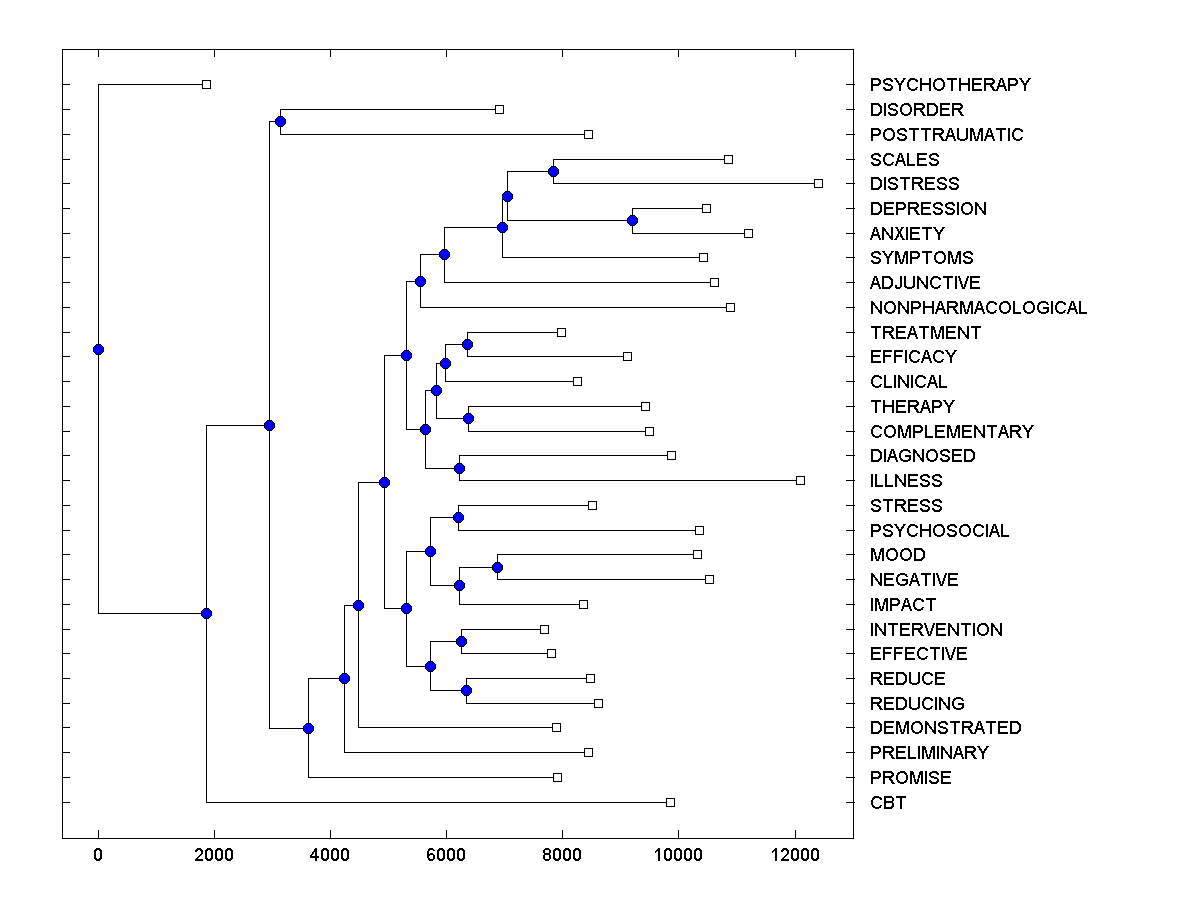 PSYCHOTHERAPY
DISORDER
POSTTRAUMATIC
SCALES
DISTRESS
DEPRESSION
ANXIETY
SYMPTOMS
ADJUNCTIVE
NONPHARMACOLOGICAL
TREATMENT
EFFICACY
CLINICAL
THERAPY
COMPLEMENTARY
DIAGNOSED
ILLNESS
STRESS
PSYCHOSOCIAL
MOOD
NEGATIVE
IMPACT
INTERVENTION
EFFECTIVE
REDUCE
REDUCING
DEMONSTRATED
PRELIMINARY
PROMISE
CBT
0 2000 4000 6000 8000 10000 12000